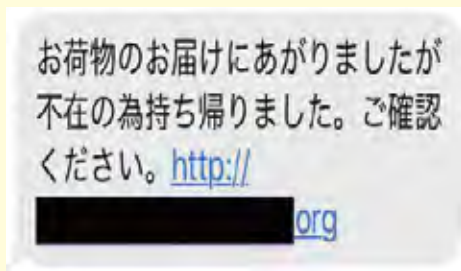 お荷物のお届けにあがりましたが
不在の為持ち帰りました。ご確認
ください。http://
org